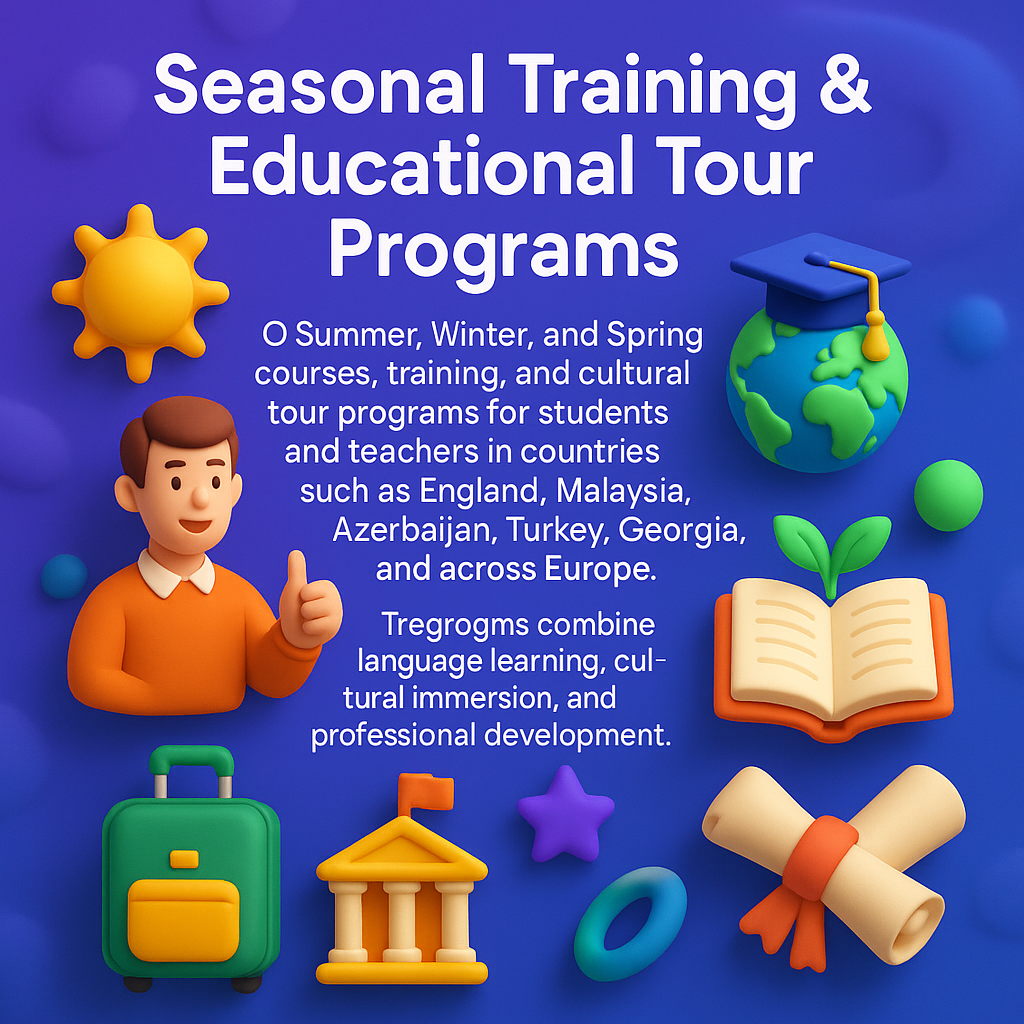 Seasonal Training &
Educational Tour
Programs
O Summer, Winter, and Spring
courses, training, and cultural
tour programs for students
and teachers in countries
such as England, Malaysia,
Azerbaijan, Turkey, Georgia,
and across Europe.
Tregrogms combine
language learning, cul-
tural immersion, and
professional development.